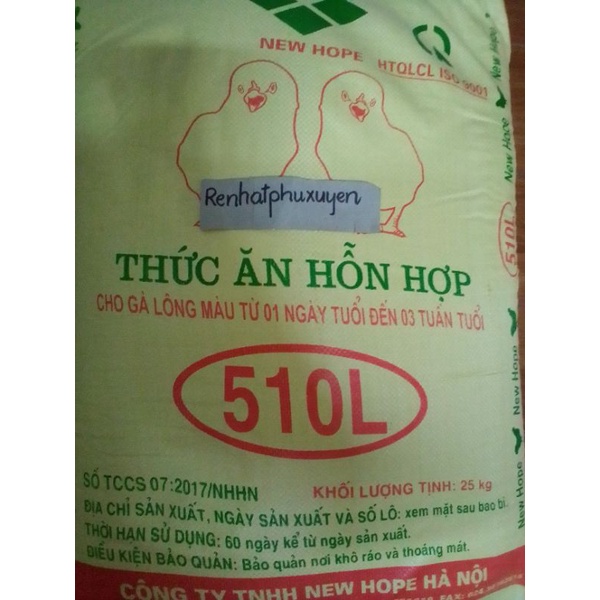 NEW HOPE
HTQLCL ISO 9001
Renhatphuxuyen
THỨC ĂN HỖN HỢP
CHO GÀ LÔNG MÀU TỪ 01 NGÀY TUỔI ĐẾN 03 TUẦN TUỔI
510L
SỐ TCCS 07:2017/NHHN
KHỐI LƯỢNG TỊNH: 25 kg
ĐỊA CHỈ SẢN XUẤT, NGÀY SẢN XUẤT VÀ SỐ LÔ: xem mặt sau bao bì.
THỜI HẠN SỬ DỤNG: 60 ngày kể từ ngày sản xuất.
ĐIỀU KIỆN BẢO QUẢN: Bảo quản nơi khô ráo và thoáng mát.
CÔNG TY TNHH NEW HOPE HÀ NỘI
New Hope
510L
New Hope
New Hope
New Hope